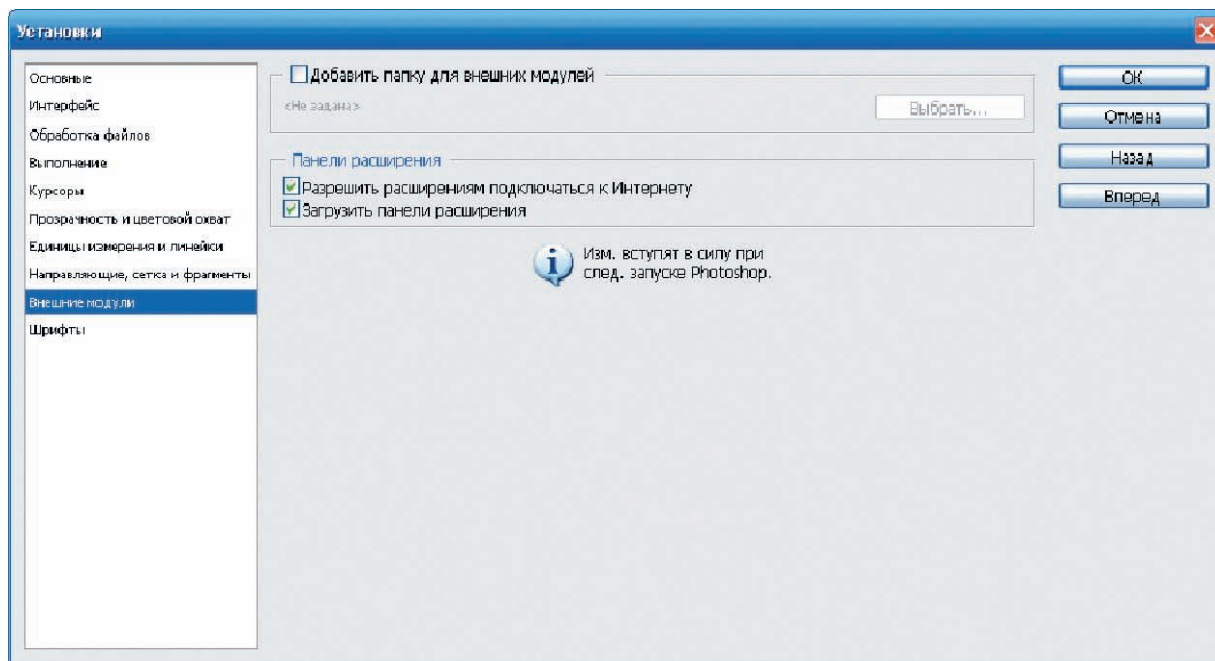 Установки
Основные
Интерфейс
Обработка файлов
Выполнение
Курсоры
Прозрачность и цветовой охват
Единицы измерения и линейки
Направляющие, сетка и фрагменты
Внешние модули
Шрифты
Добавить папку для внешних модулей
<Не задана>
Выбрать...
Панели расширения
Разрешить расширениям подключаться к Интернету
Загрузить панели расширения
Изм. вступят в силу при
след. запуске Photoshop.
ОК
Отмена
Назад
Вперед